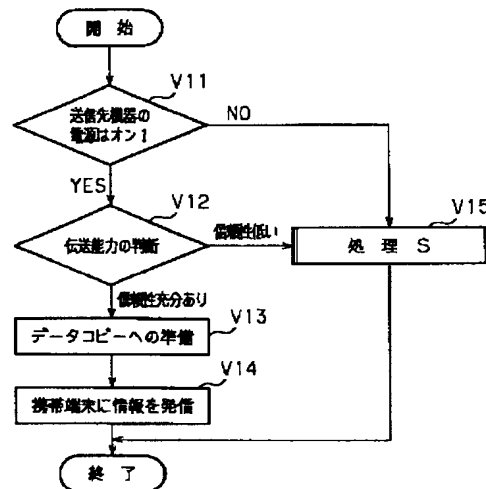 開 始
V11
送信先機器の
電源はオン？
NO
YES
V12
伝送能力の判断
信頼性低い
V15
処 理 S
信頼性充分あり
V13
データコピーへの準備
V14
携帯端末に情報を発信
終 了